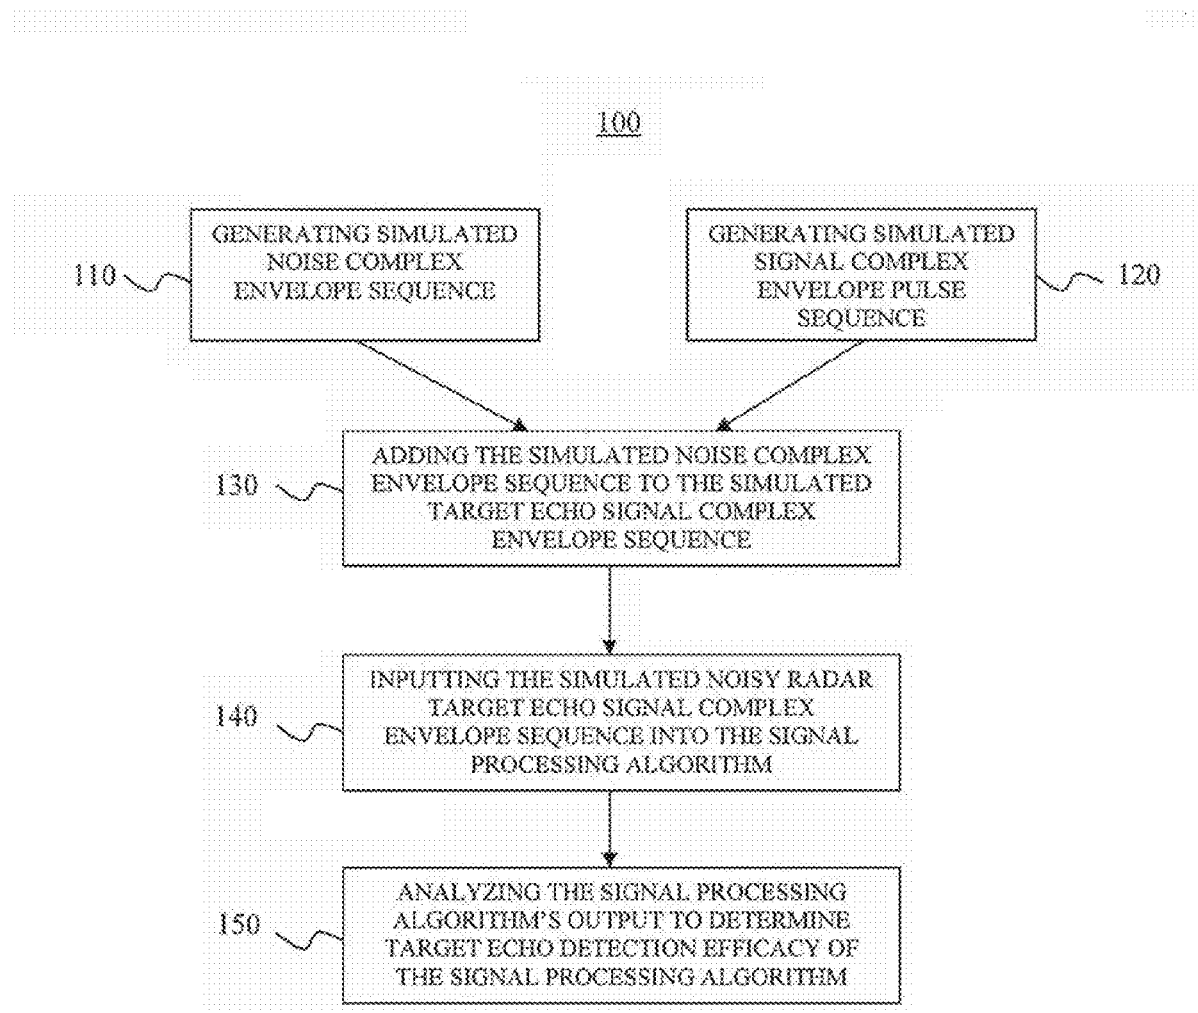 100
GENERATING SIMULATED
NOISE COMPLEX
ENVELOPE SEQUENCE
110
GENERATING SIMULATED
SIGNAL COMPLEX
ENVELOPE PULSE
SEQUENCE
120
ADDING THE SIMULATED NOISE COMPLEX
ENVELOPE SEQUENCE TO THE SIMULATED
TARGET ECHO SIGNAL COMPLEX
ENVELOPE SEQUENCE
130
INPUTTING THE SIMULATED NOISY RADAR
TARGET ECHO SIGNAL COMPLEX
ENVELOPE SEQUENCE INTO THE SIGNAL
PROCESSING ALGORITHM
140
ANALYZING THE SIGNAL PROCESSING
ALGORITHM'S OUTPUT TO DETERMINE
TARGET ECHO DETECTION EFFICACY OF
THE SIGNAL PROCESSING ALGORITHM
150